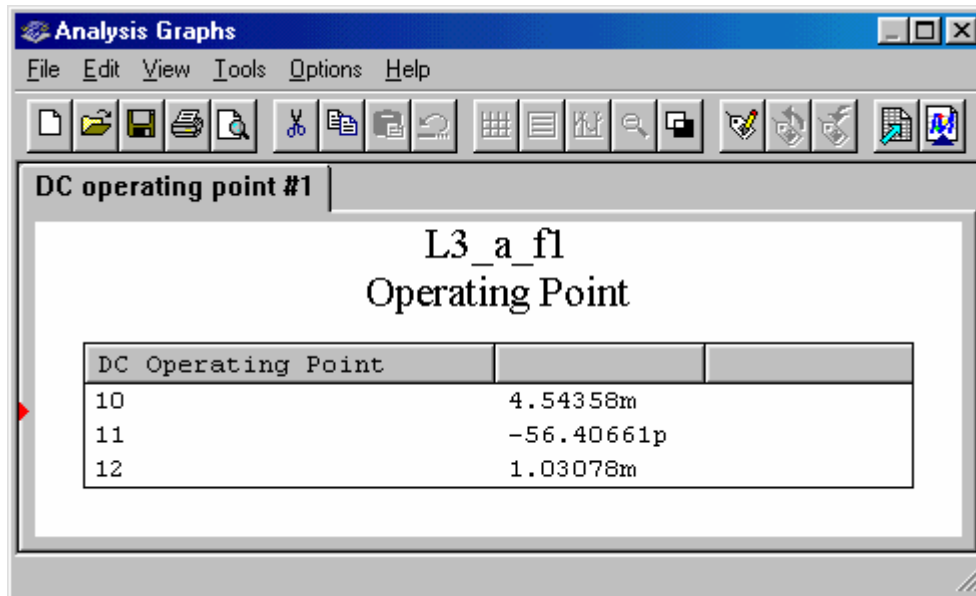 Analysis Graphs
File Edit View Tools Options Help
DC operating point #1
L3_a_f1
Operating Point
DC Operating Point
10 4.54358m
11 -56.40661p
12 1.03078m